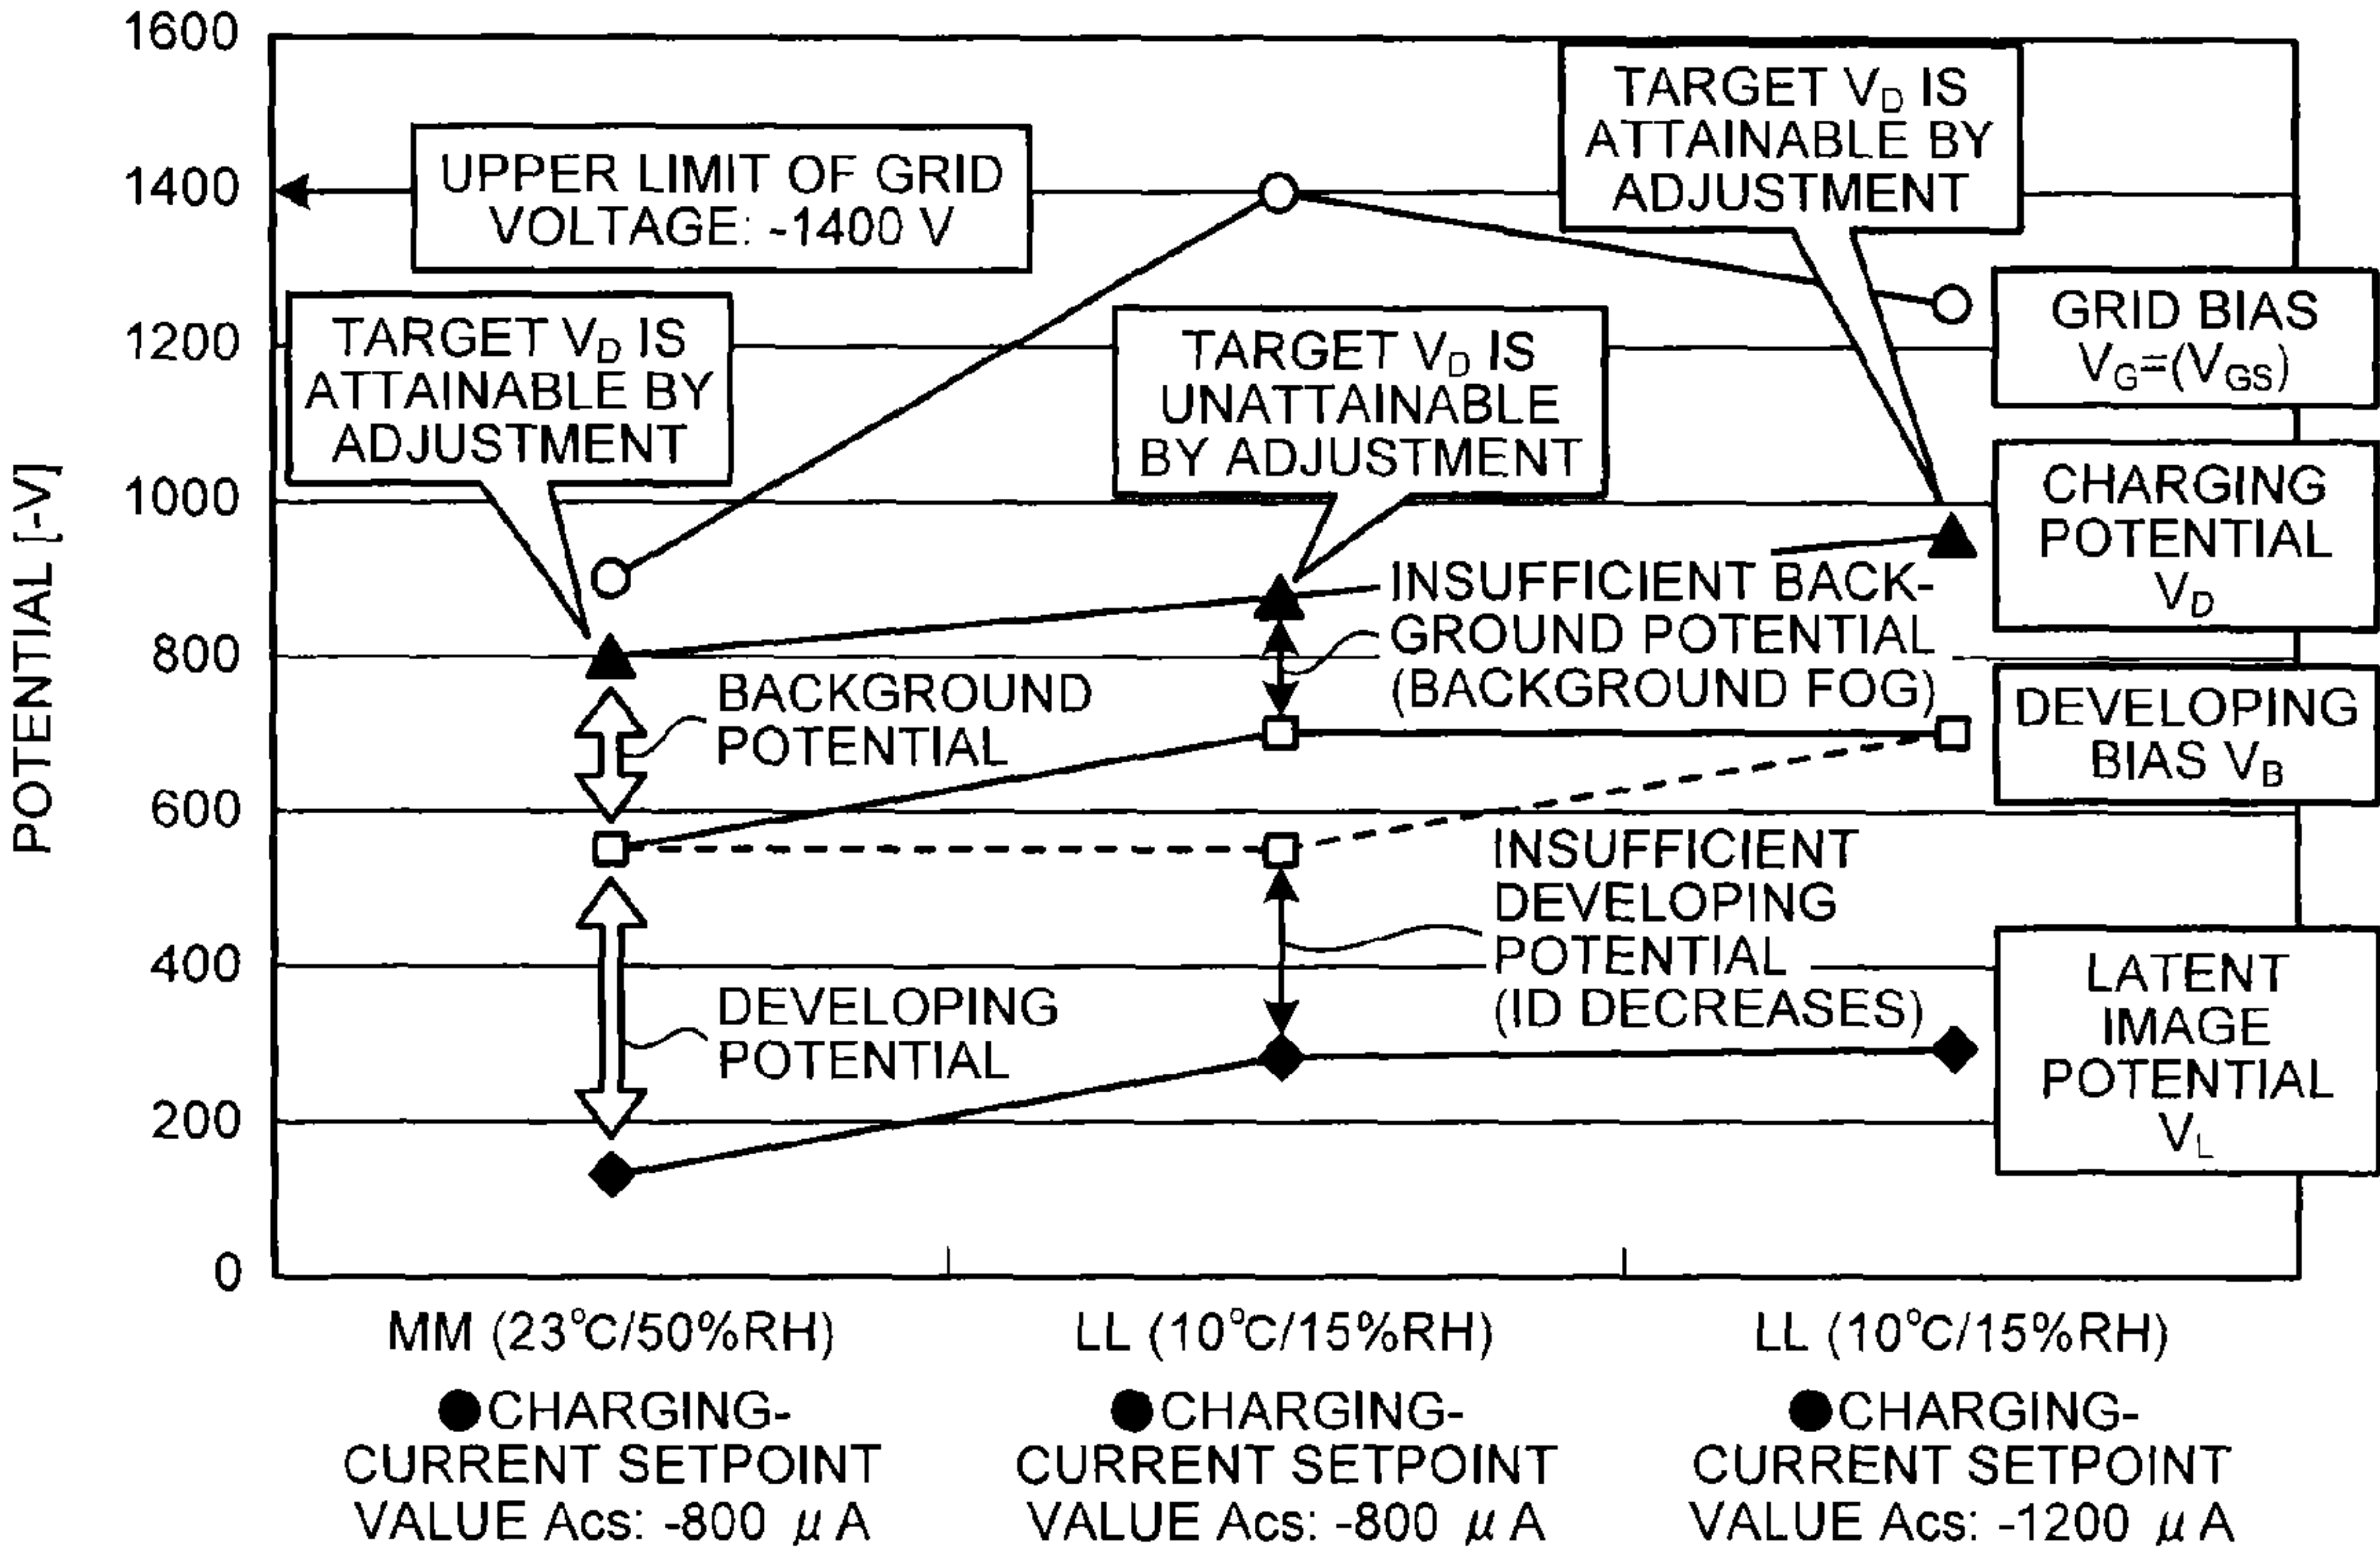 1600
1400
1200
1000
800
600
400
200
0
POTENTIAL [-V]
UPPER LIMIT OF GRID
VOLTAGE: -1400 V
TARGET VD IS
ATTAINABLE BY
ADJUSTMENT
TARGET VD IS
UNATTAINABLE
BY ADJUSTMENT
TARGET VD IS
ATTAINABLE BY
ADJUSTMENT
GRID BIAS
VG=(VGS)
CHARGING
POTENTIAL
VD
DEVELOPING
BIAS VB
LATENT
IMAGE
POTENTIAL
VL
BACKGROUND
POTENTIAL
DEVELOPING
POTENTIAL
INSUFFICIENT BACK-
GROUND POTENTIAL
(BACKGROUND FOG)
INSUFFICIENT
DEVELOPING
POTENTIAL
(ID DECREASES)
MM (23°C/50%RH)
●CHARGING-
CURRENT SETPOINT
VALUE Acs: -800 μA
LL (10°C/15%RH)
●CHARGING-
CURRENT SETPOINT
VALUE Acs: -800 μA
LL (10°C/15%RH)
●CHARGING-
CURRENT SETPOINT
VALUE Acs: -1200 μA